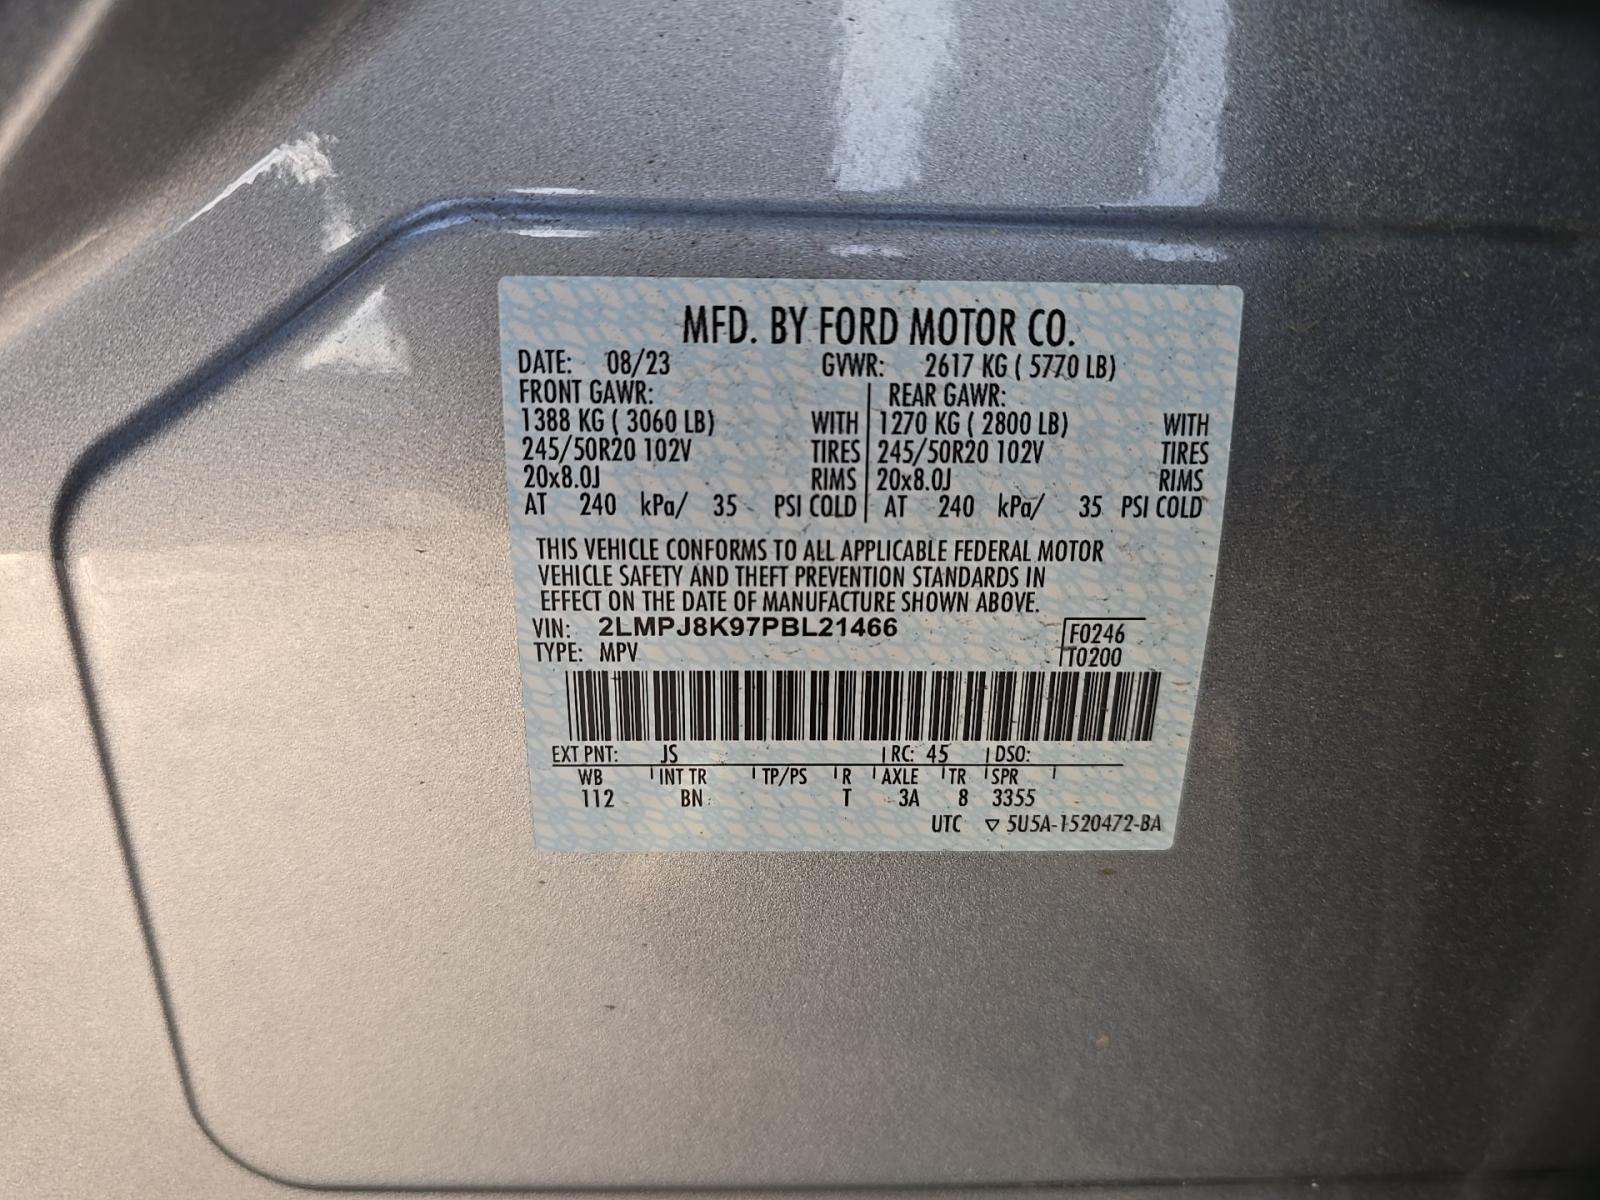 MFD. BY FORD MOTOR CO.
DATE: 08/23 GVWR: 2617 KG ( 5770 LB)
FRONT GAWR: REAR GAWR:
1388 KG ( 3060 LB) WITH 1270 KG ( 2800 LB) WITH
245/50R20 102V TIRES 245/50R20 102V TIRES
20x8.0J RIMS 20x8.0J RIMS
AT 240 kPa/ 35 PSI COLD AT 240 kPa/ 35 PSI COLD
THIS VEHICLE CONFORMS TO ALL APPLICABLE FEDERAL MOTOR
VEHICLE SAFETY AND THEFT PREVENTION STANDARDS IN
EFFECT ON THE DATE OF MANUFACTURE SHOWN ABOVE.
VIN: 2LMPJ8K97PBL21466 F0246
TYPE: MPV T0200
EXT PNT: JS RC: 45 DSO:
WB INT TR TP/PS R AXLE TR SPR
112 BN T 3A 8 3355
UTC ▽ 5U5A-1520472-BA